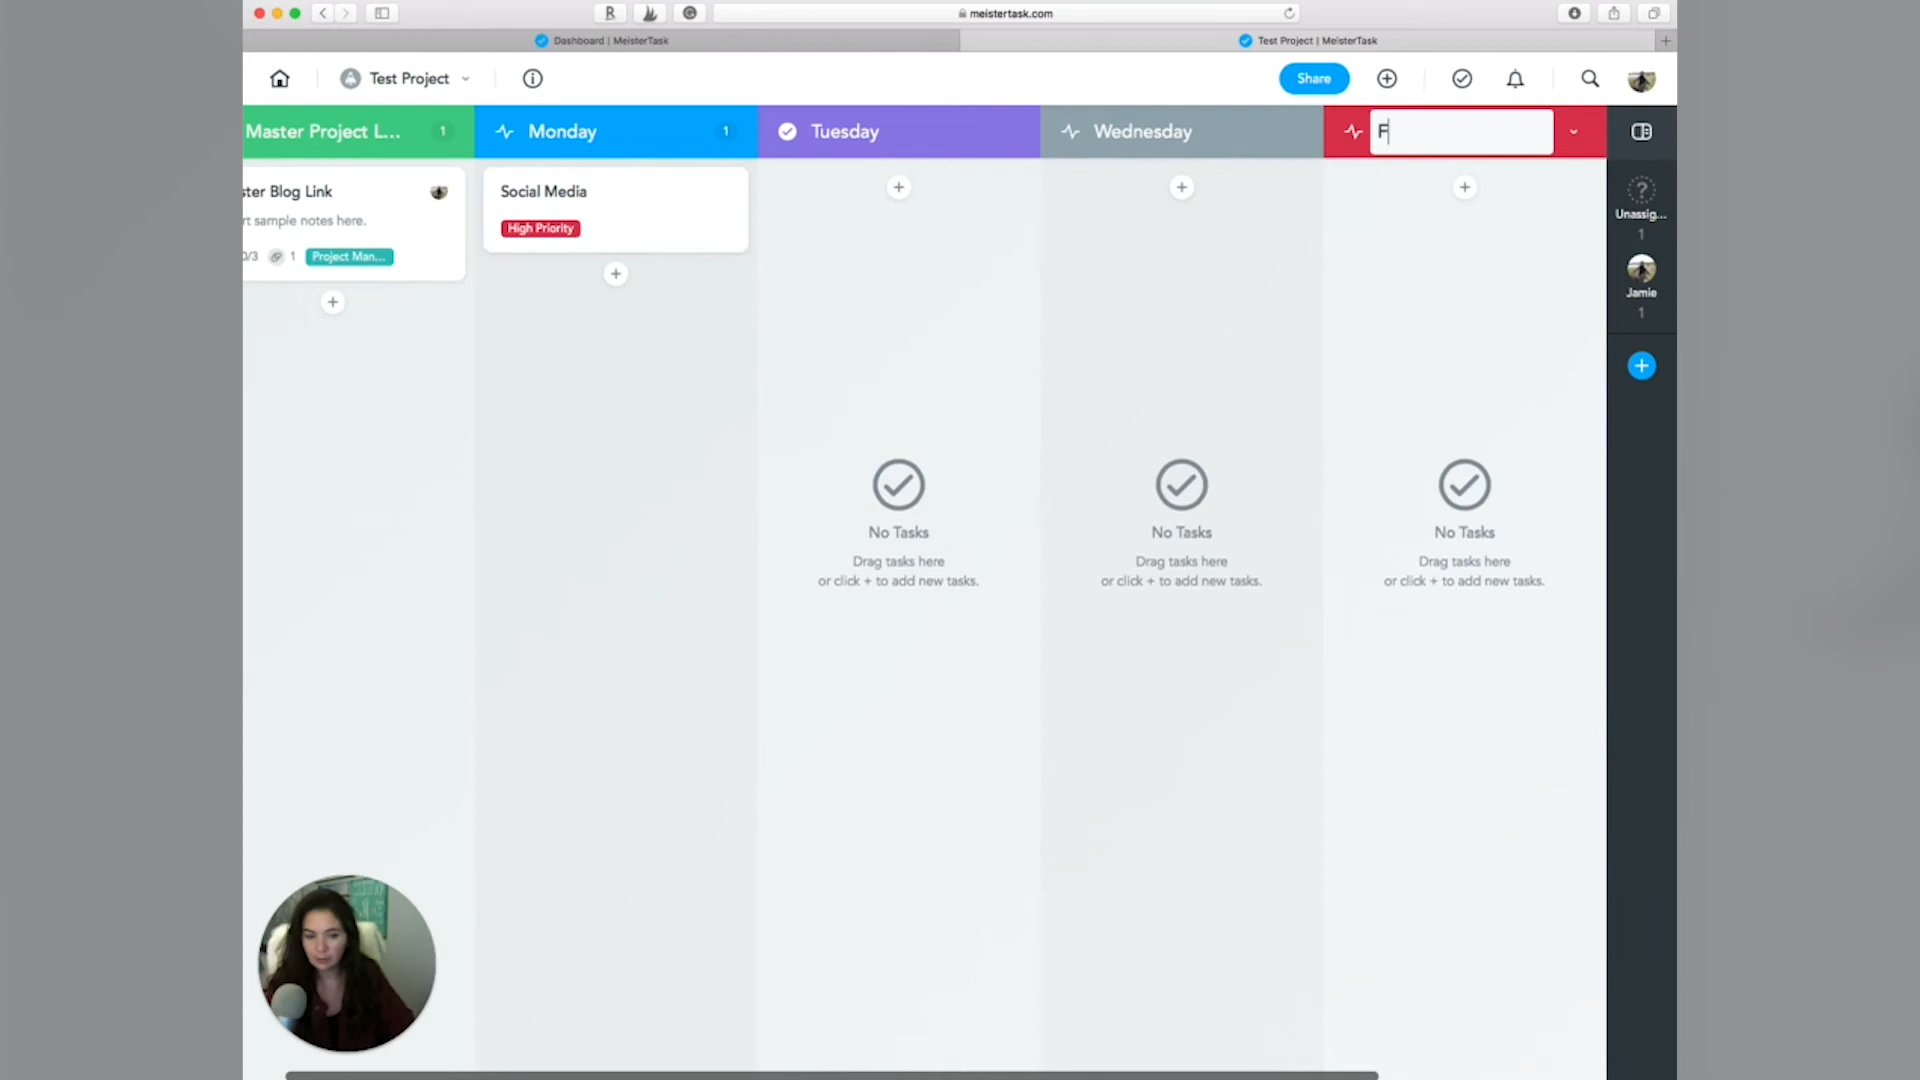 meistertask.com
Dashboard | MeisterTask
Test Project | MeisterTask
Test Project
Share
Master Project L...
1
Monday
1
Tuesday
Wednesday
F
ster Blog Link
rt sample notes here.
0/3
1
Project Man...
Social Media
High Priority
Unassig...
1
Jamie
1
No Tasks
Drag tasks here
or click + to add new tasks.
No Tasks
Drag tasks here
or click + to add new tasks.
No Tasks
Drag tasks here
or click + to add new tasks.